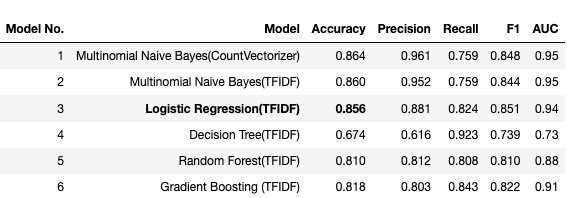 Model No. Model Accuracy Precision Recall F1 AUC
1 Multinomial Naive Bayes(CountVectorizer) 0.864 0.961 0.759 0.848 0.95
2 Multinomial Naive Bayes(TFIDF) 0.860 0.952 0.759 0.844 0.95
3 Logistic Regression(TFIDF) 0.856 0.881 0.824 0.851 0.94
4 Decision Tree(TFIDF) 0.674 0.616 0.923 0.739 0.73
5 Random Forest(TFIDF) 0.810 0.812 0.808 0.810 0.88
6 Gradient Boosting (TFIDF) 0.818 0.803 0.843 0.822 0.91